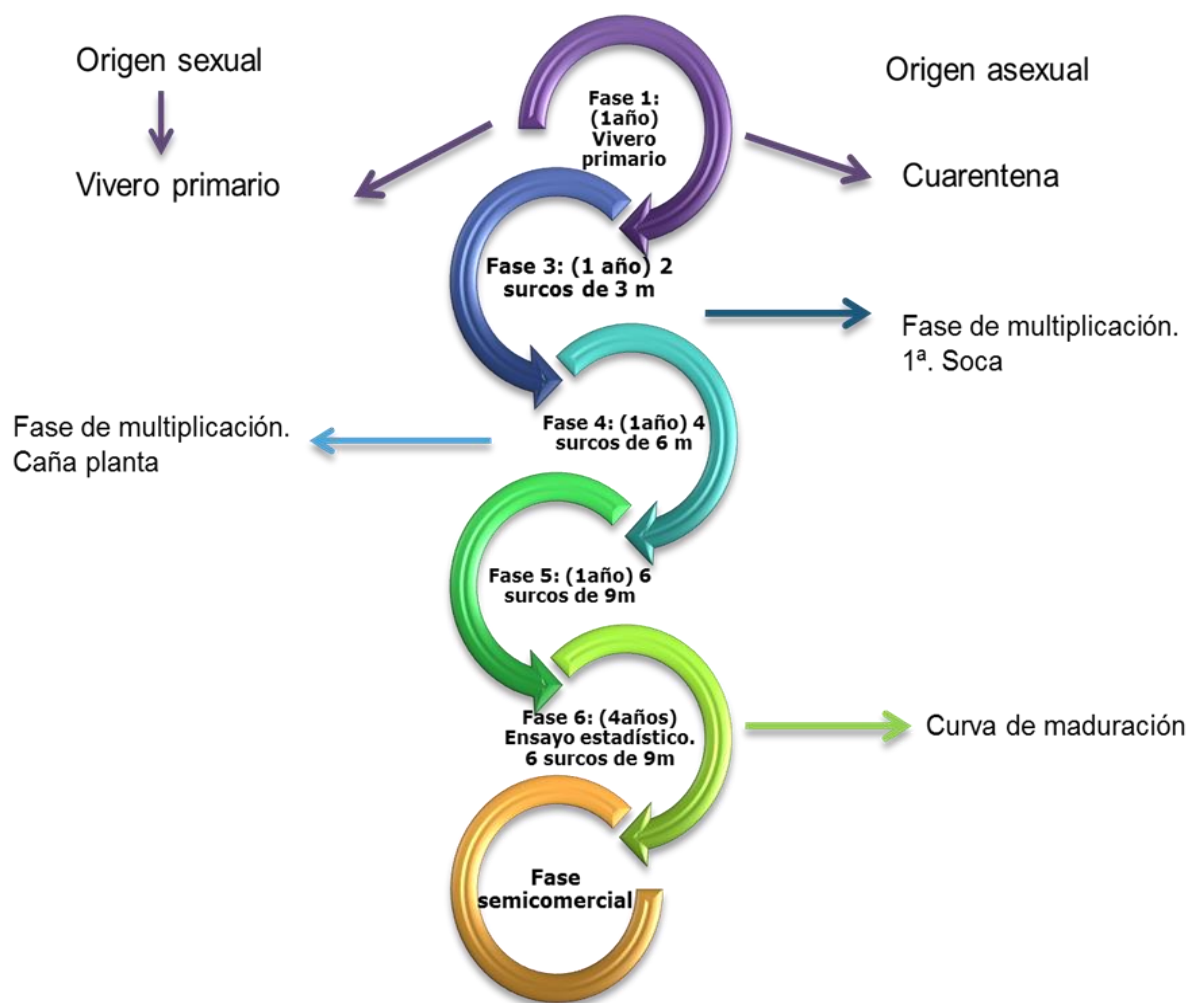 Origen sexual
Origen asexual
Fase 1:
(1año)
Vivero
primario
Vivero primario
Cuarentena
Fase 3: (1 año) 2
surcos de 3 m
Fase de multiplicación.
1ª. Soca
Fase 4: (1año) 4
surcos de 6 m
Fase de multiplicación.
Caña planta
Fase 5: (1año) 6
surcos de 9m
Fase 6: (4años)
Ensayo estadístico.
6 surcos de 9m
Curva de maduración
Fase
semicomercial